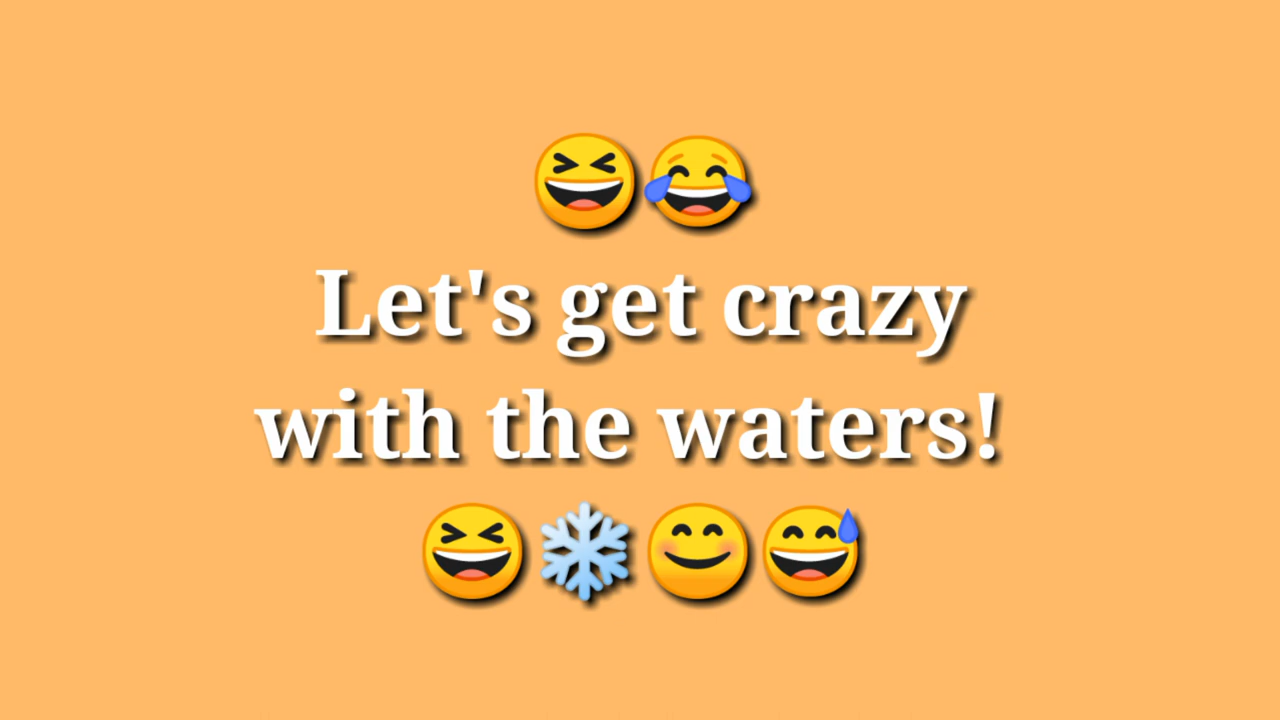 😆😂
Let's get crazy
with the waters!
😆❄️😊😅